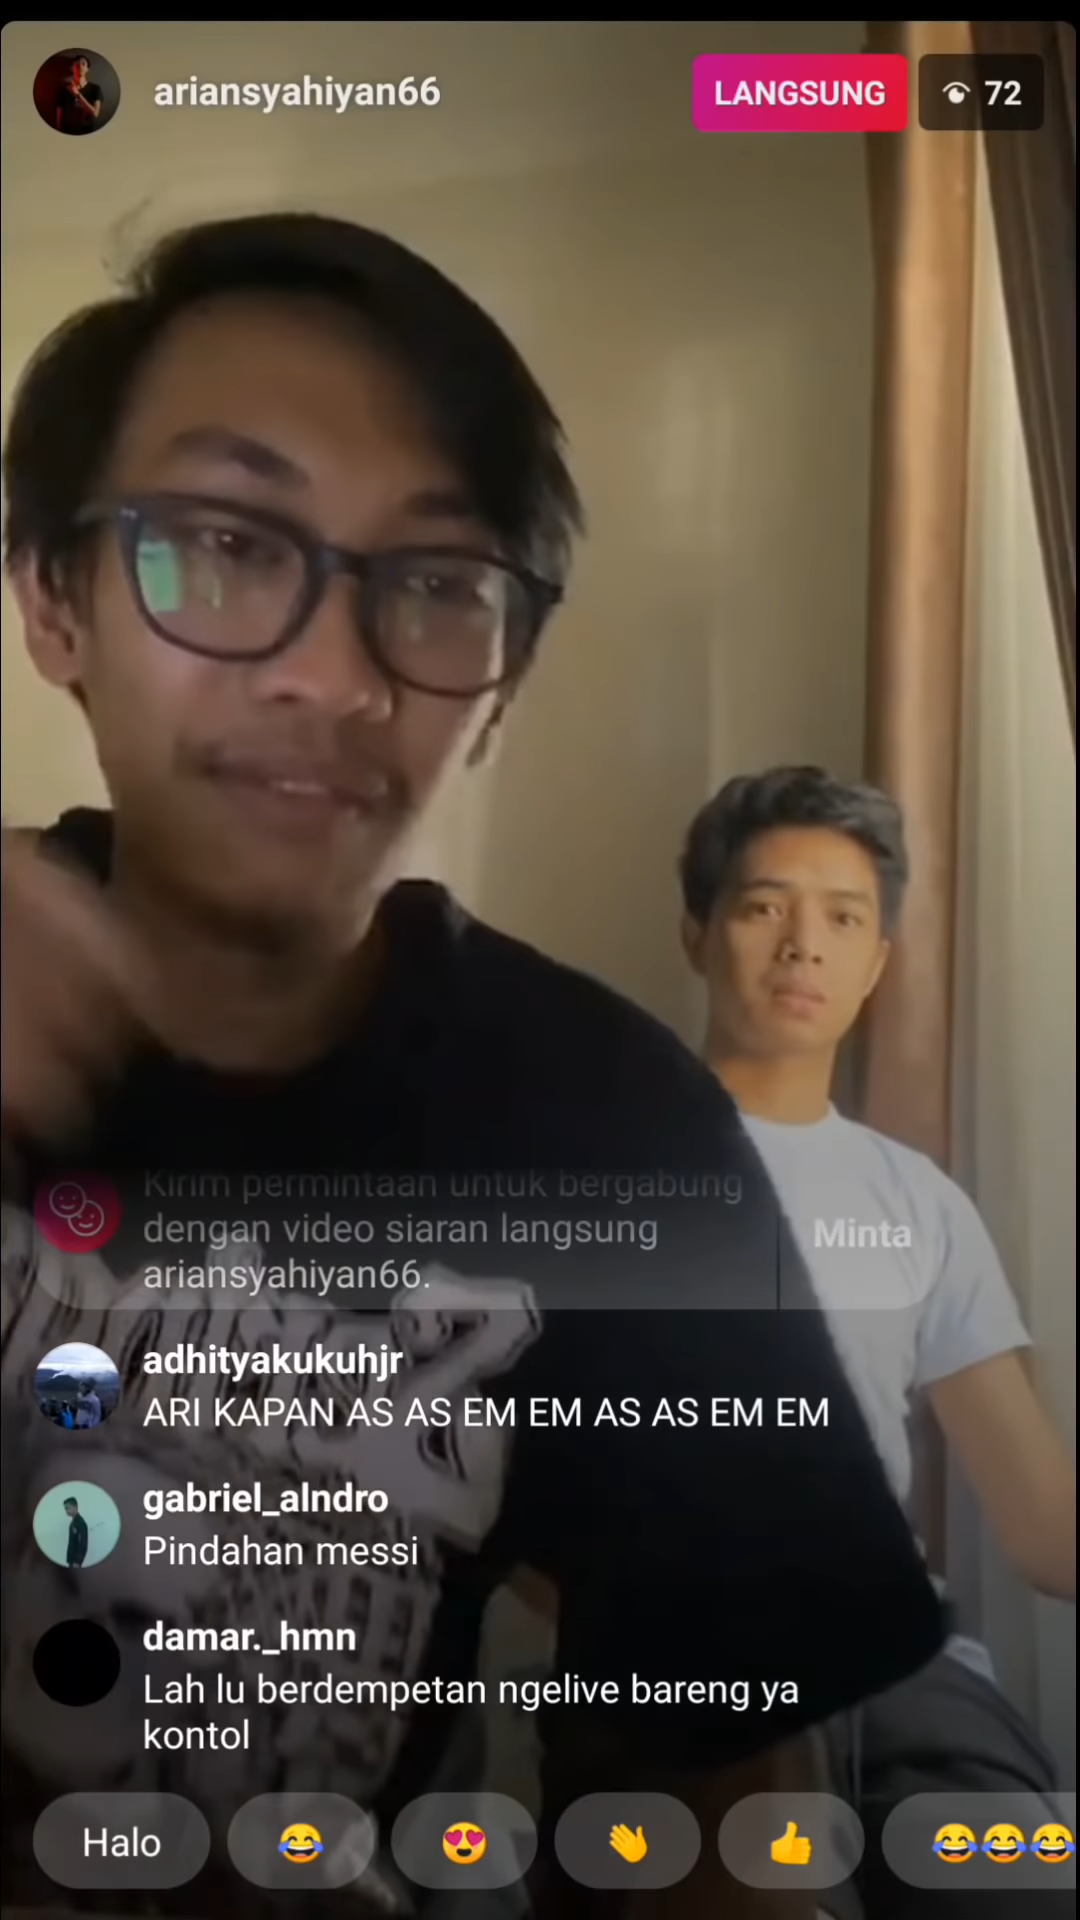 ariansyahiyan66
LANGSUNG
72
Kirim permintaan untuk bergabung
dengan video siaran langsung
ariansyahiyan66.
Minta
adhityakukuhjr
ARI KAPAN AS AS EM EM AS AS EM EM
gabriel_alndro
Pindahan messi
damar._hmn
Lah lu berdempetan ngelive bareng ya
kontol
Halo
😂
😍
👋
👍
😂😂😂